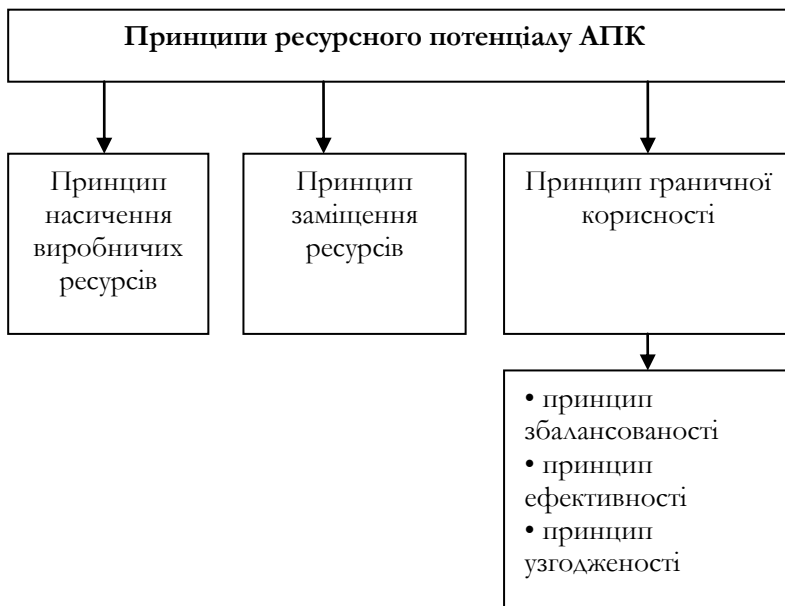 Принципи ресурсного потенціалу АПК
Принцип
насичення
виробничих
ресурсів
Принцип
заміщення
ресурсів
Принцип граничної
корисності
• принцип
збалансованості
• принцип
ефективності
• принцип
узгодженості